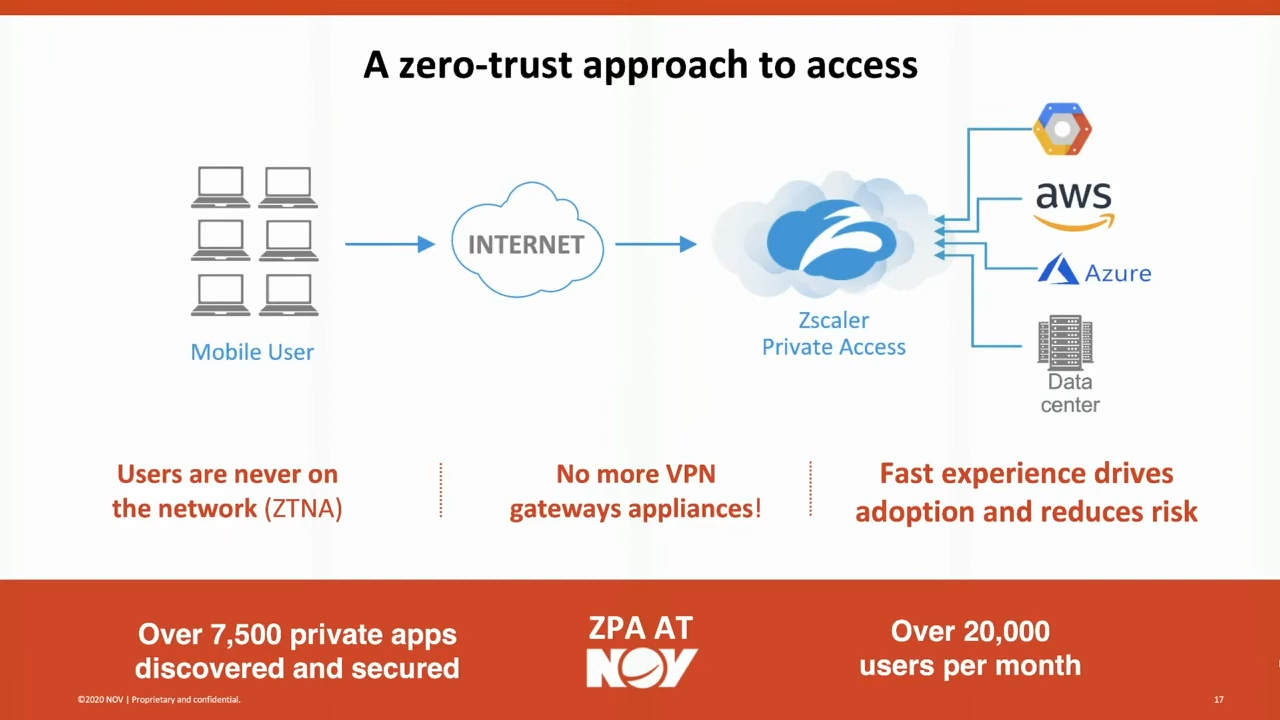 A zero-trust approach to access
INTERNET
aws
Azure
Zscaler
Private Access
Mobile User
Data
center
Users are never on
the network (ZTNA)
No more VPN
gateways appliances!
Fast experience drives
adoption and reduces risk
Over 7,500 private apps
discovered and secured
ZPA AT
NOV
Over 20,000
users per month
©2020 NOV | Proprietary and confidential.
17